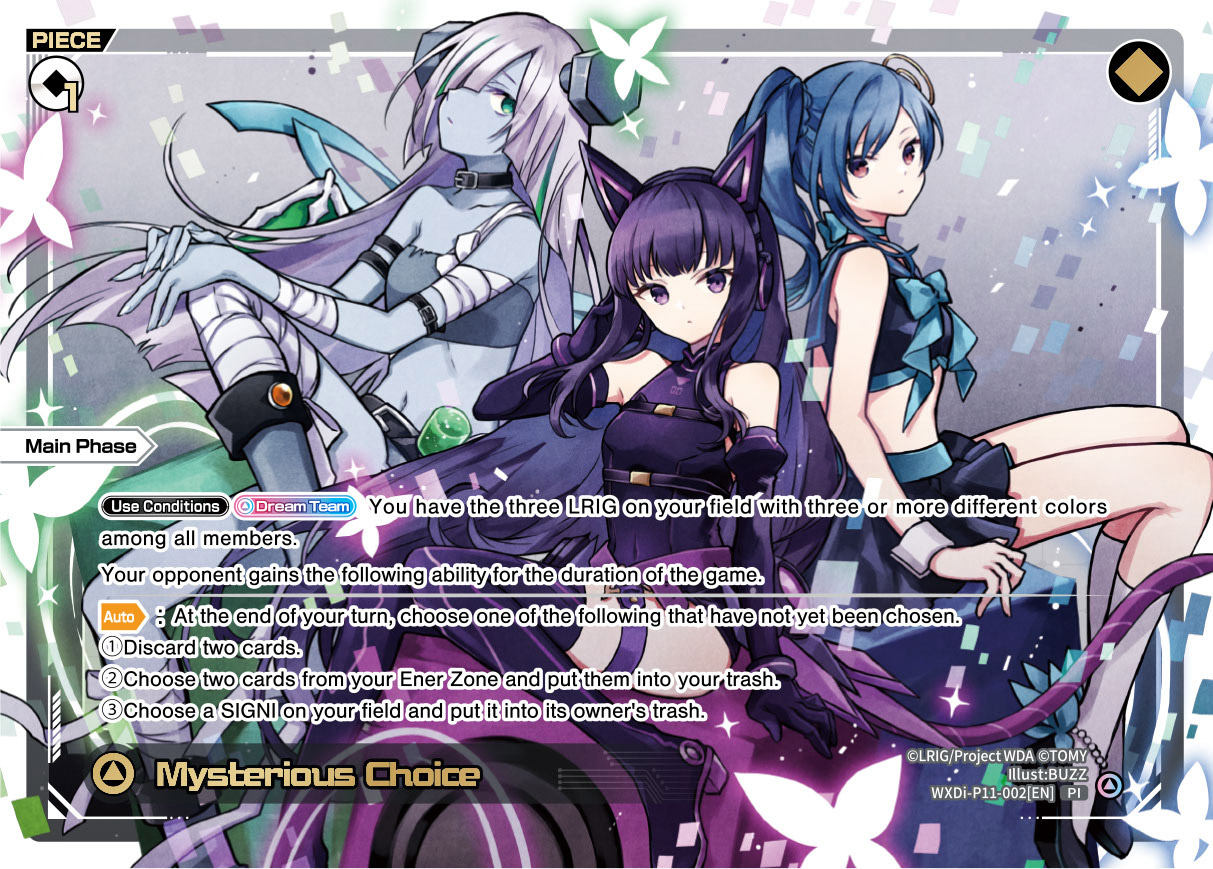 PIECE
1
Main Phase
Use Conditions Dream Team You have the three LRIG on your field with three or more different colors
among all members.
Your opponent gains the following ability for the duration of the game.
Auto : At the end of your turn, choose one of the following that have not yet been chosen.
①Discard two cards.
②Choose two cards from your Ener Zone and put them into your trash.
③Choose a SIGNI on your field and put it into its owner's trash.
Mysterious Choice
©LRIG/Project WDA ©TOMY
Illust:BUZZ
WXDi-P11-002[EN] PI